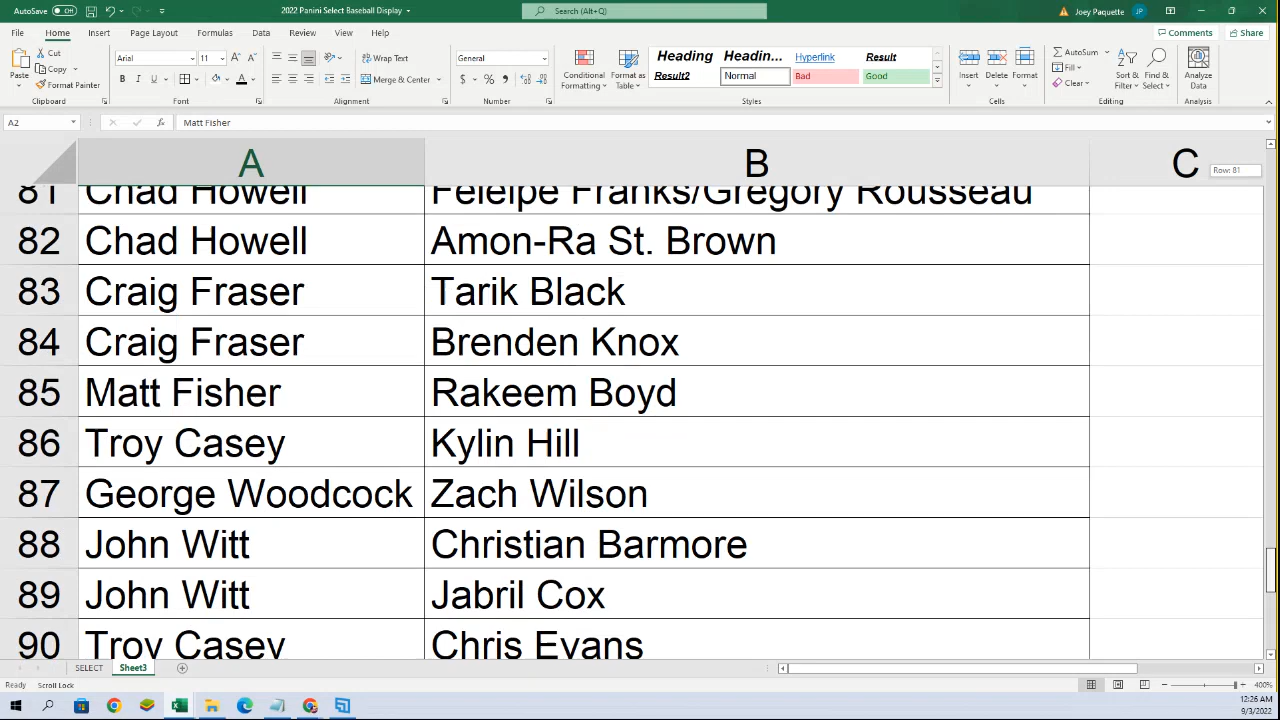 AutoSave Off 2022 Panini Select Baseball Display Search (Alt+Q) Joey Paquette JP
File Home Insert Page Layout Formulas Data Review View Help Comments Share
Paste Cut Copy Format Painter Clipboard
Arial 11 B I U A Font
Wrap Text Merge & Center Alignment
General $ % Number
Conditional Formatting Format as Table
Heading Headin... Hyperlink Result
Result2 Normal Bad Good
Styles
Insert Delete Format Cells
AutoSum Fill Clear Sort & Filter Find & Select Editing
Analyze Data Analysis
A2 fx Matt Fisher
A B C
Row: 81
81 Chad Howell Feleipe Franks/Gregory Rousseau
82 Chad Howell Amon-Ra St. Brown
83 Craig Fraser Tarik Black
84 Craig Fraser Brenden Knox
85 Matt Fisher Rakeem Boyd
86 Troy Casey Kylin Hill
87 George Woodcock Zach Wilson
88 John Witt Christian Barmore
89 John Witt Jabril Cox
90 Troy Casey Chris Evans
SELECT Sheet3
Ready Scroll Lock 400%
12:26 AM
9/3/2022